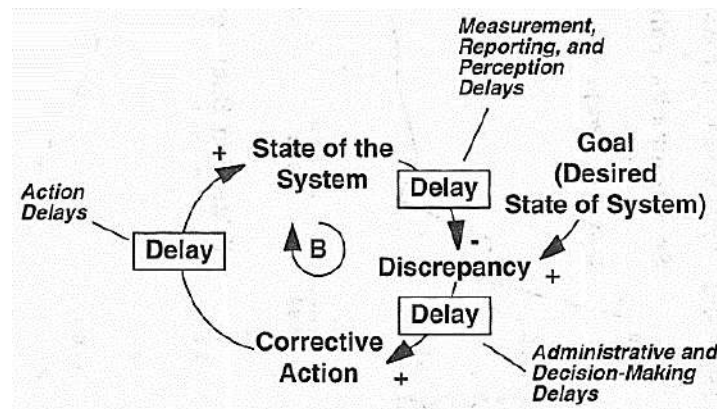 Measurement,
Reporting, and
Perception
Delays
+
State of the
System
Delay
Goal
(Desired
State of System)
Action
Delays
Delay
B
-
Discrepancy
+
Delay
Corrective
Action
+
Administrative and
Decision-Making
Delays